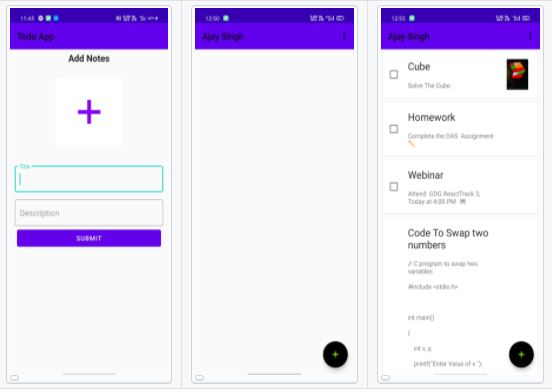 11:45
Todo App
Add Notes
Title
Description
SUBMIT
12:50
Ajay Singh
12:55
Ajay Singh
Cube
Solve The Cube
Homework
Complete the DAS Assignment
Webinar
Attend GDG ReactTrack 3,
Today at 4:00 PM
Code To Swap two
numbers
// C program to swap two
variables
#include <stdio.h>
int main()
{
int x, y;
printf("Enter Value of x ");